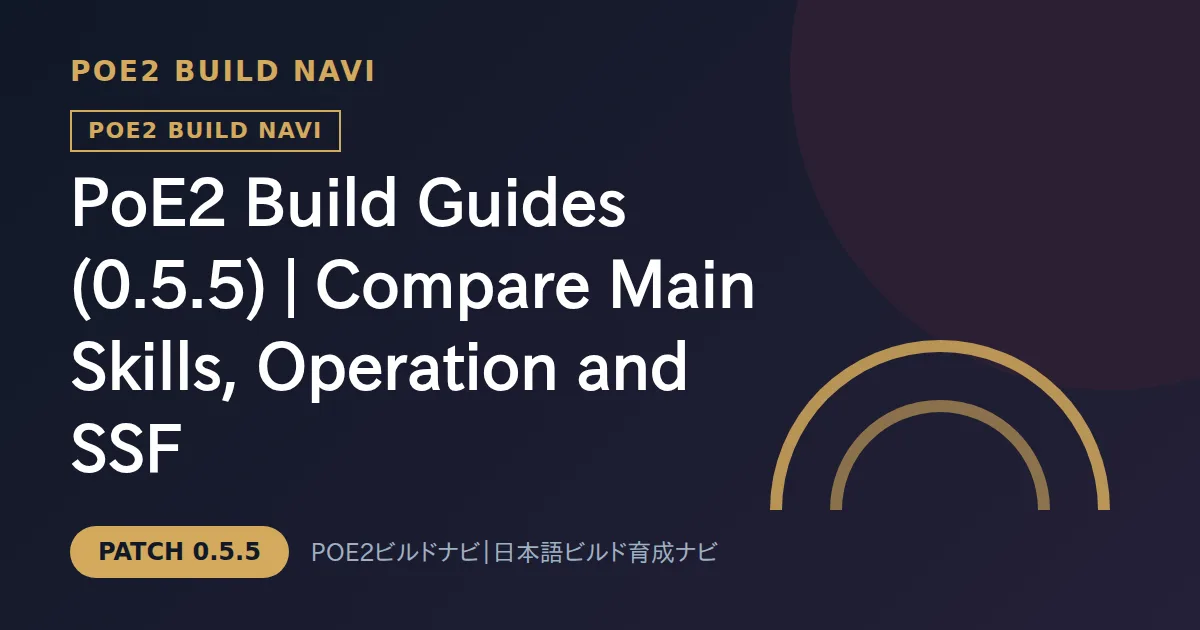 POE2 BUILD NAVI
POE2 BUILD NAVI
PoE2 Build Guides
(0.5.5) | Compare Main
Skills, Operation and
SSF
PATCH 0.5.5
POE2ビルドナビ|日本語ビルド育成ナビ